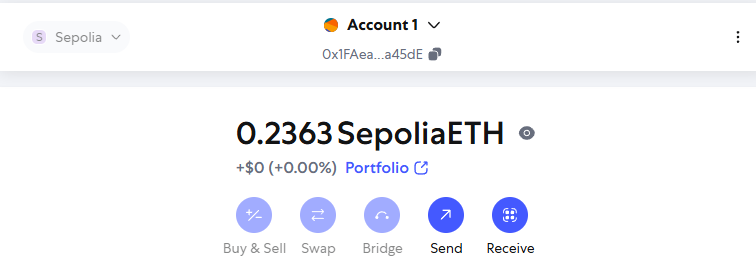 S Sepolia
Account 1
0x1FAea...a45dE
0.2363 SepoliaETH
+$0 (+0.00%) Portfolio
Buy & Sell Swap Bridge Send Receive